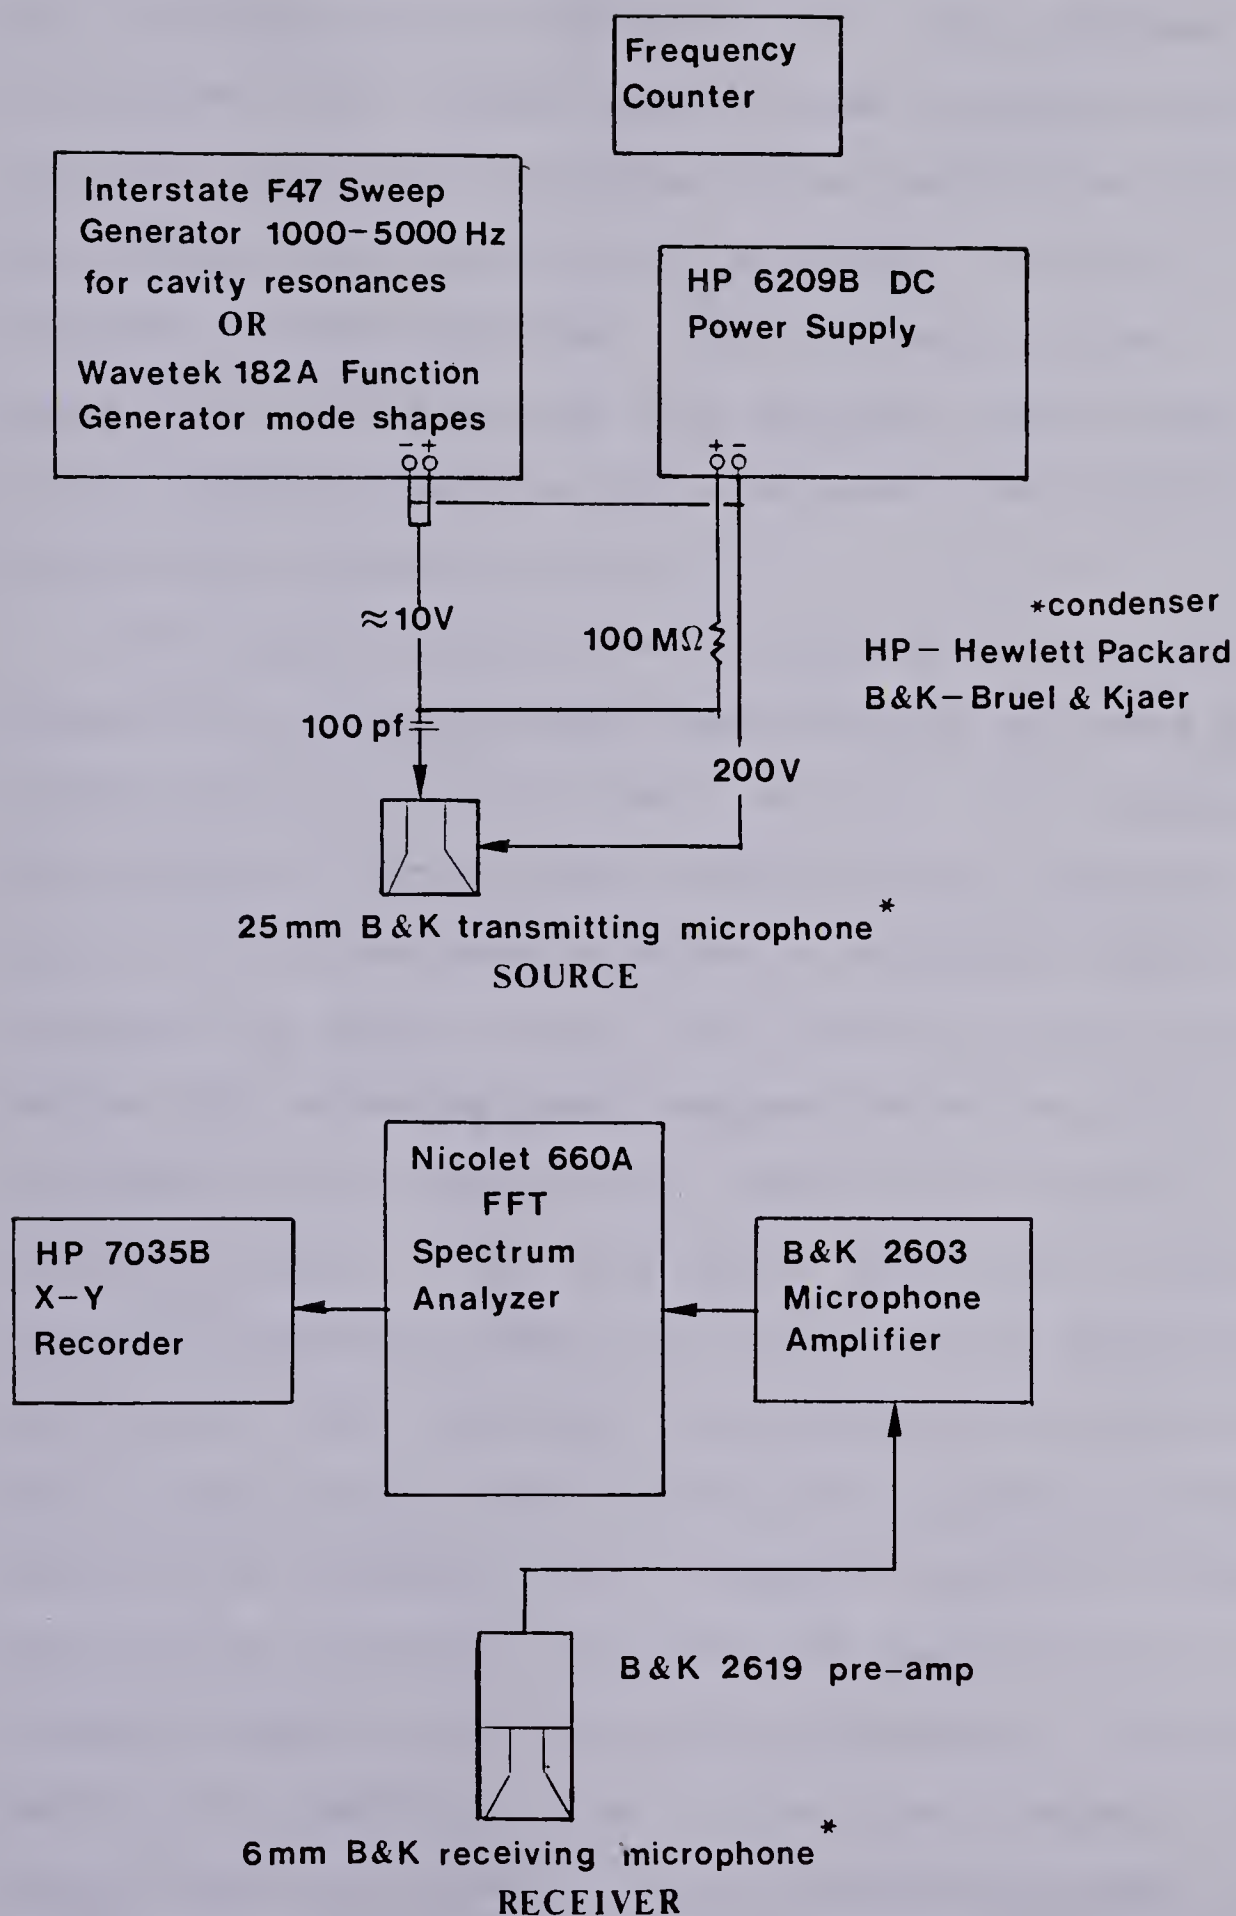 Frequency
Counter
Interstate F47 Sweep
Generator 1000-5000 Hz
for cavity resonances
OR
Wavetek 182A Function
Generator mode shapes
- +
HP 6209B DC
Power Supply
+ -
≈10V
100 MΩ
*condenser
HP- Hewlett Packard
B&K-Bruel & Kjaer
100 pf
200V
25mm B&K transmitting microphone*
SOURCE
Nicolet 660A
FFT
Spectrum
Analyzer
HP 7035B
X-Y
Recorder
B&K 2603
Microphone
Amplifier
B&K 2619 pre-amp
6mm B&K receiving microphone*
RECEIVER